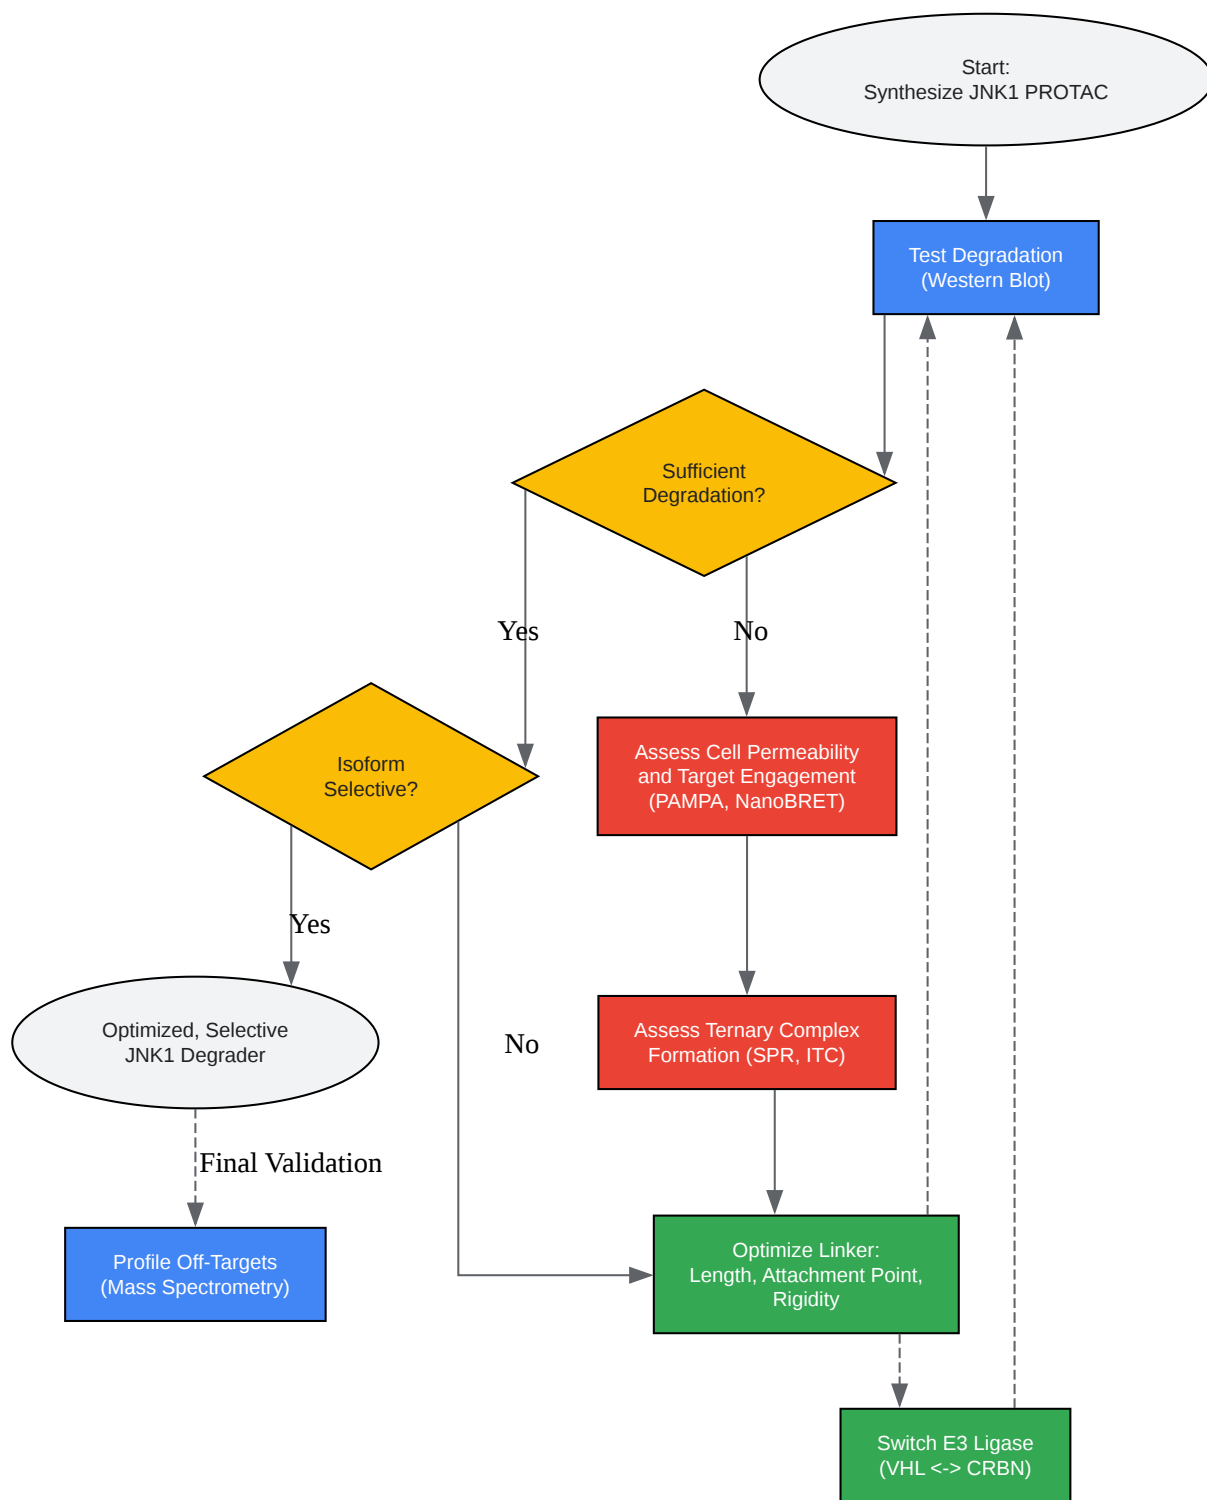 Start:
Synthesize JNK1 PROTAC
Test Degradation
(Western Blot)
Sufficient
Degradation?
Yes
No
Isoform
Selective?
Assess Cell Permeability
and Target Engagement
(PAMPA, NanoBRET)
Yes
No
Optimized, Selective
JNK1 Degrader
Assess Ternary Complex
Formation (SPR, ITC)
Final Validation
Profile Off-Targets
(Mass Spectrometry)
Optimize Linker:
Length, Attachment Point,
Rigidity
Switch E3 Ligase
(VHL <-> CRBN)